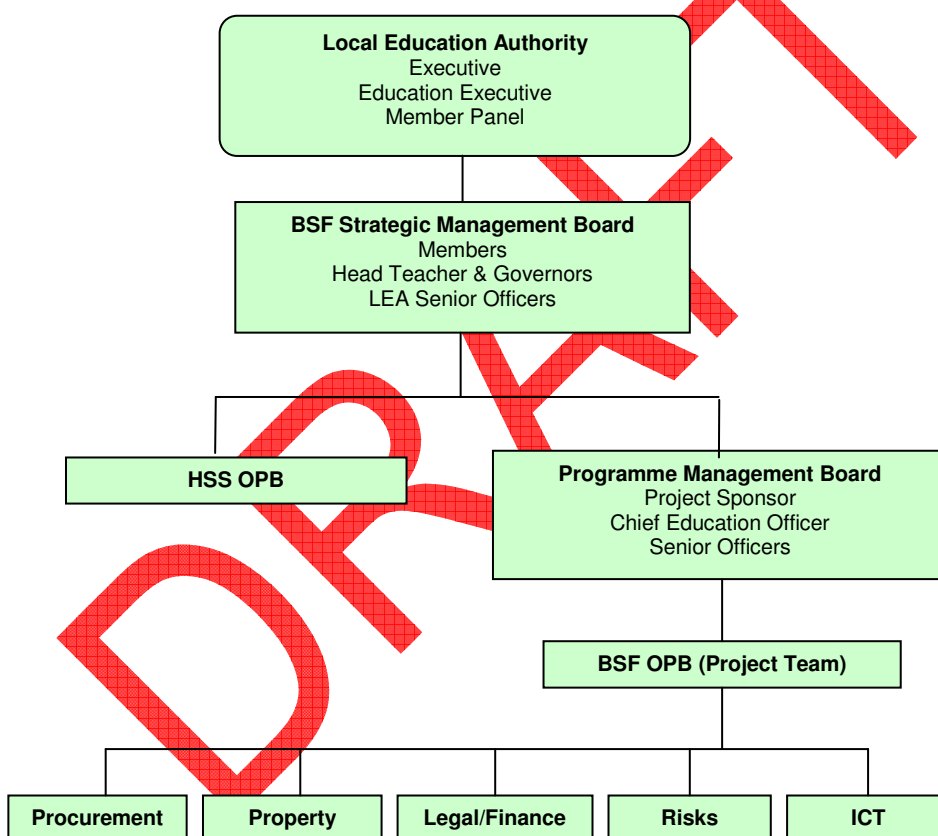 Local Education Authority
Executive
Education Executive
Member Panel
BSF Strategic Management Board
Members
Head Teacher & Governors
LEA Senior Officers
HSS OPB
Programme Management Board
Project Sponsor
Chief Education Officer
Senior Officers
BSF OPB (Project Team)
Procurement
Property
Legal/Finance
Risks
ICT
DRAFT